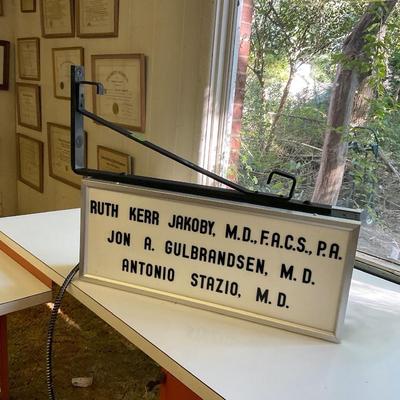 RUTH KERR JAKOBY, M.D., F.A.C.S., P.A.
JON A. GULBRANDSEN, M.D.
ANTONIO STAZIO, M.D.